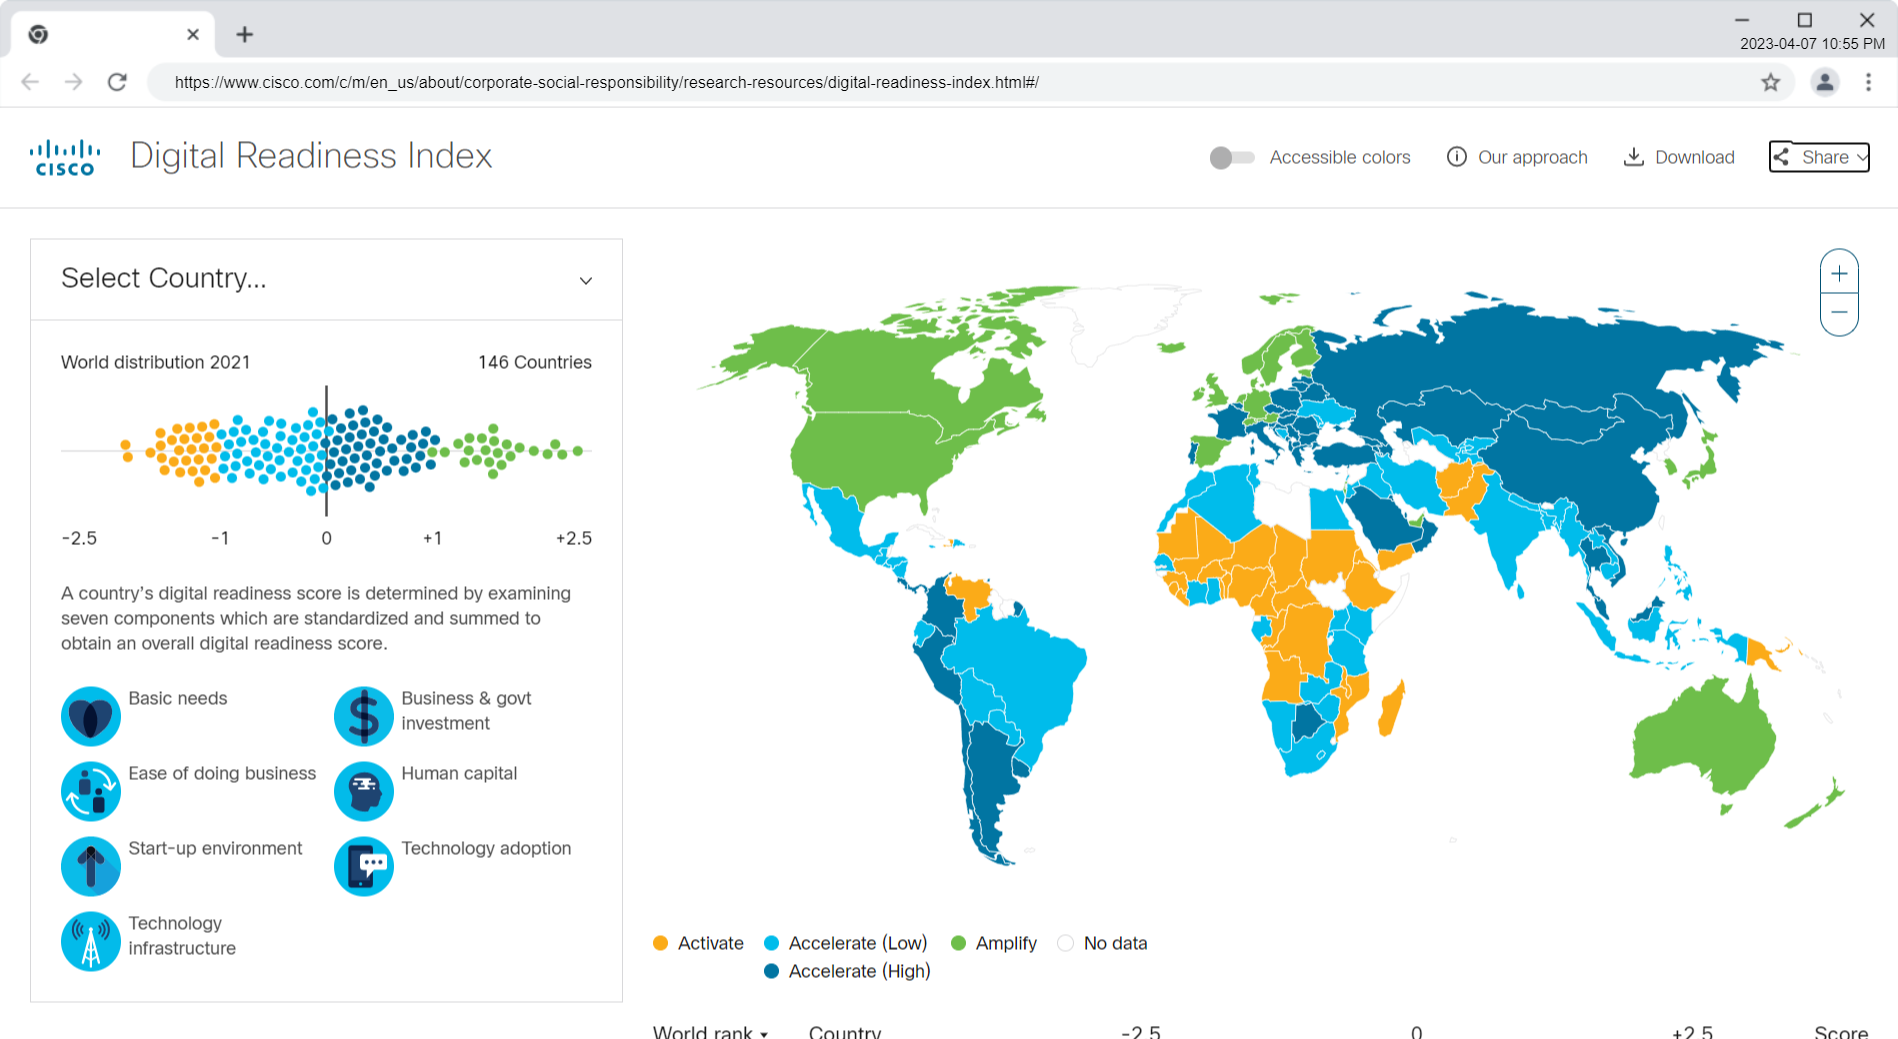 2023-04-07 10:55 PM
https://www.cisco.com/c/m/en_us/about/corporate-social-responsibility/research-resources/digital-readiness-index.html#/
cisco
Digital Readiness Index
Accessible colors
Our approach
Download
Share
Select Country...
World distribution 2021
146 Countries
-2.5 -1 0 +1 +2.5
A country's digital readiness score is determined by examining
seven components which are standardized and summed to
obtain an overall digital readiness score.
Basic needs
Business & govt
investment
Ease of doing business
Human capital
Start-up environment
Technology adoption
Technology
infrastructure
Activate
Accelerate (Low)
Amplify
No data
Accelerate (High)
World rank Country -2.5 0 +2.5 Score